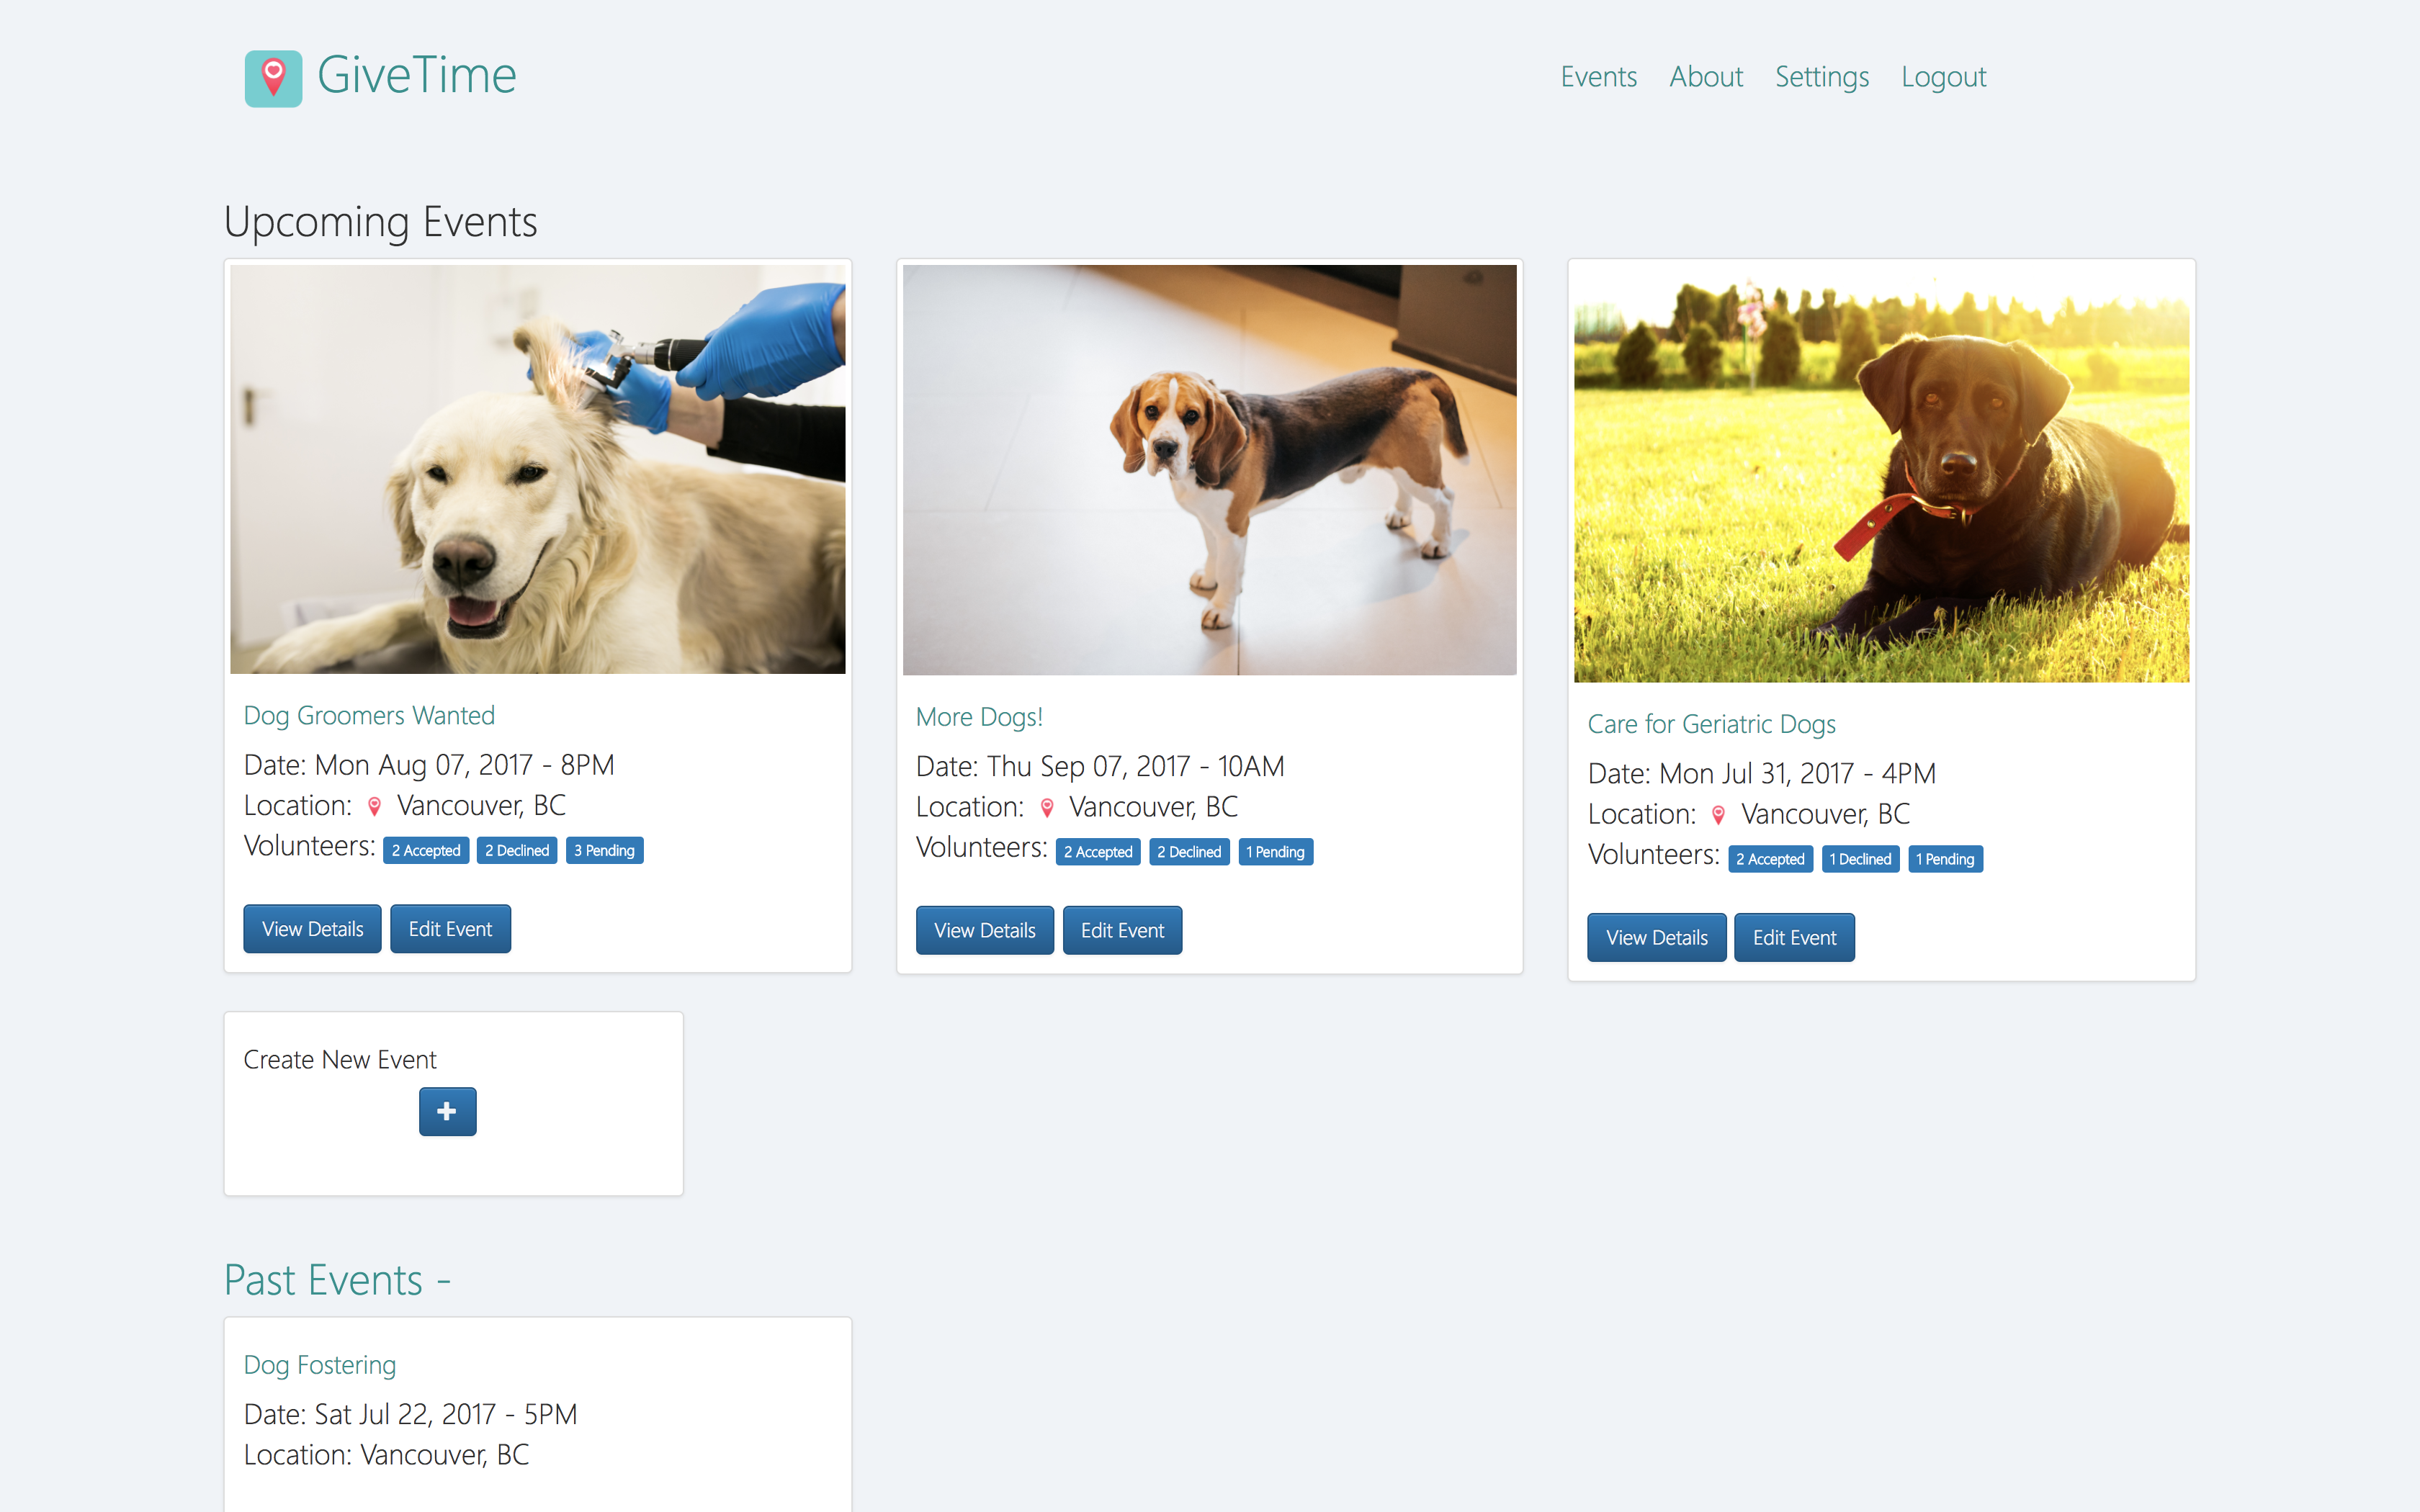 GiveTime
Events About Settings Logout
Upcoming Events
Dog Groomers Wanted
Date: Mon Aug 07, 2017 - 8PM
Location: Vancouver, BC
Volunteers: 2 Accepted 2 Declined 3 Pending
View Details Edit Event
More Dogs!
Date: Thu Sep 07, 2017 - 10AM
Location: Vancouver, BC
Volunteers: 2 Accepted 2 Declined 1 Pending
View Details Edit Event
Care for Geriatric Dogs
Date: Mon Jul 31, 2017 - 4PM
Location: Vancouver, BC
Volunteers: 2 Accepted 1 Declined 1 Pending
View Details Edit Event
Create New Event
+
Past Events -
Dog Fostering
Date: Sat Jul 22, 2017 - 5PM
Location: Vancouver, BC